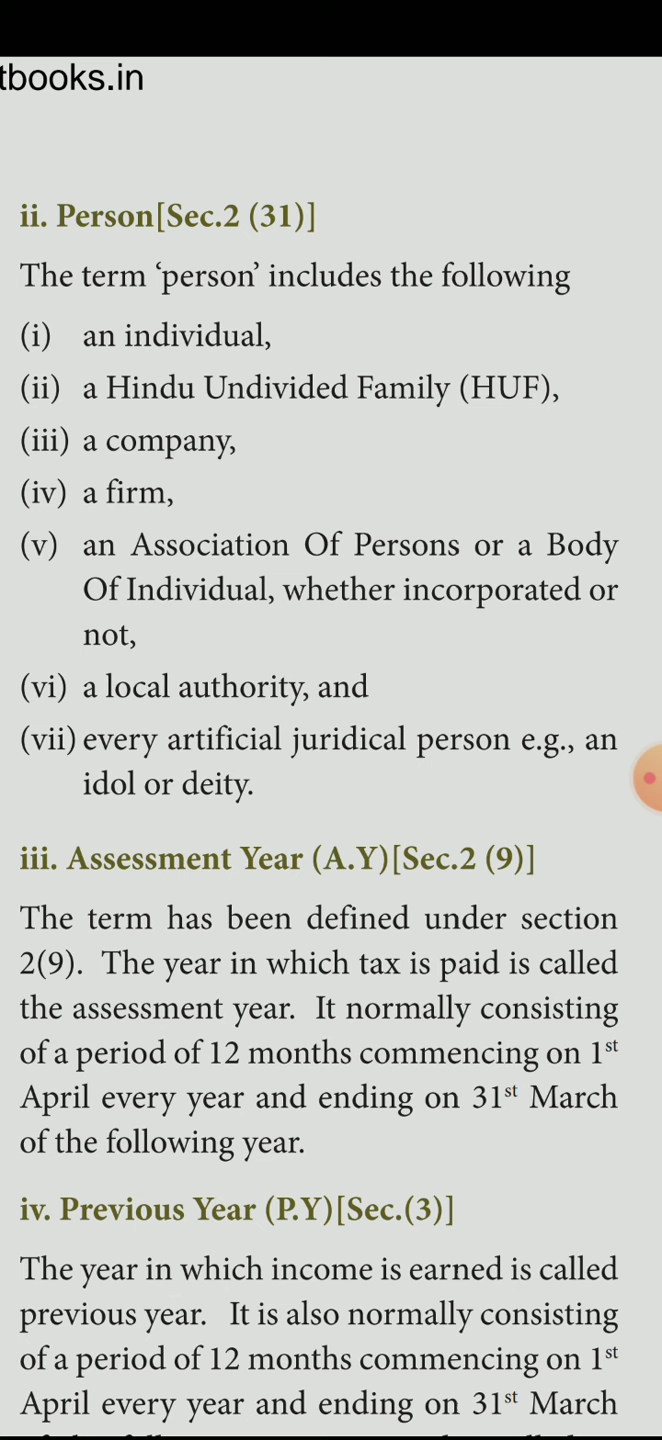 tbooks.in
ii. Person[Sec.2 (31)]
The term ‘person’ includes the following
(i) an individual,
(ii) a Hindu Undivided Family (HUF),
(iii) a company,
(iv) a firm,
(v) an Association Of Persons or a Body
Of Individual, whether incorporated or
not,
(vi) a local authority, and
(vii) every artificial juridical person e.g., an
idol or deity.
iii. Assessment Year (A.Y)[Sec.2 (9)]
The term has been defined under section
2(9). The year in which tax is paid is called
the assessment year. It normally consisting
of a period of 12 months commencing on 1st
April every year and ending on 31st March
of the following year.
iv. Previous Year (P.Y)[Sec.(3)]
The year in which income is earned is called
previous year. It is also normally consisting
of a period of 12 months commencing on 1st
April every year and ending on 31st March